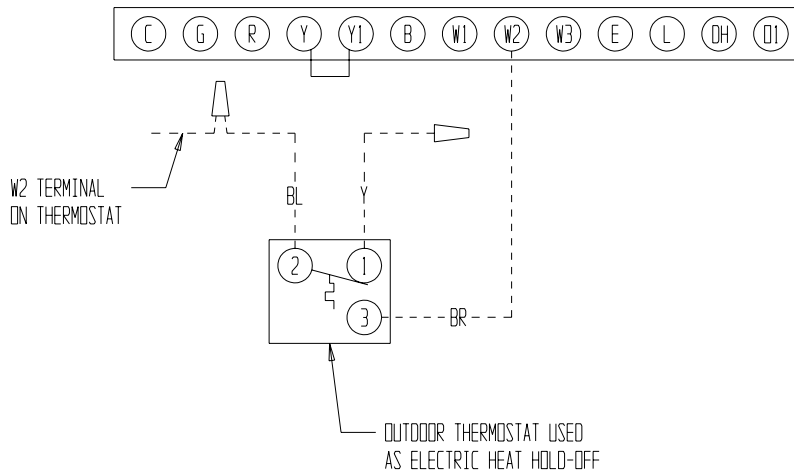 C G R Y Y1 B W1 W2 W3 E L DH D1
W2 TERMINAL
ON THERMOSTAT
BL
Y
2
1
3
BR
OUTDOOR THERMOSTAT USED
AS ELECTRIC HEAT HOLD-OFF